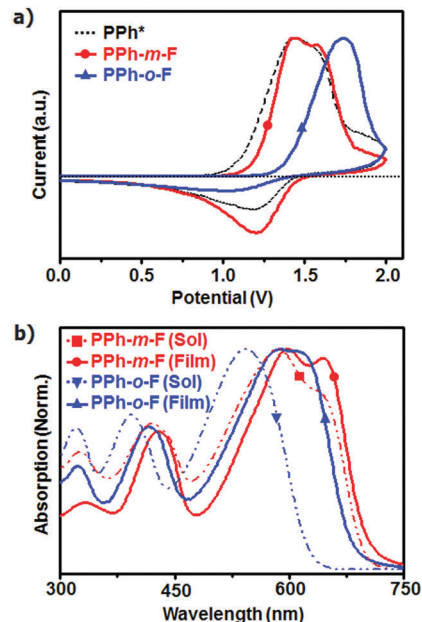 a)
PPh*
PPh-m-F
PPh-o-F
Current (a.u.)
0.0 0.5 1.0 1.5 2.0
Potential (V)
b)
PPh-m-F (Sol)
PPh-m-F (Film)
PPh-o-F (Sol)
PPh-o-F (Film)
Absorption (Norm.)
300 450 600 750
Wavelength (nm)